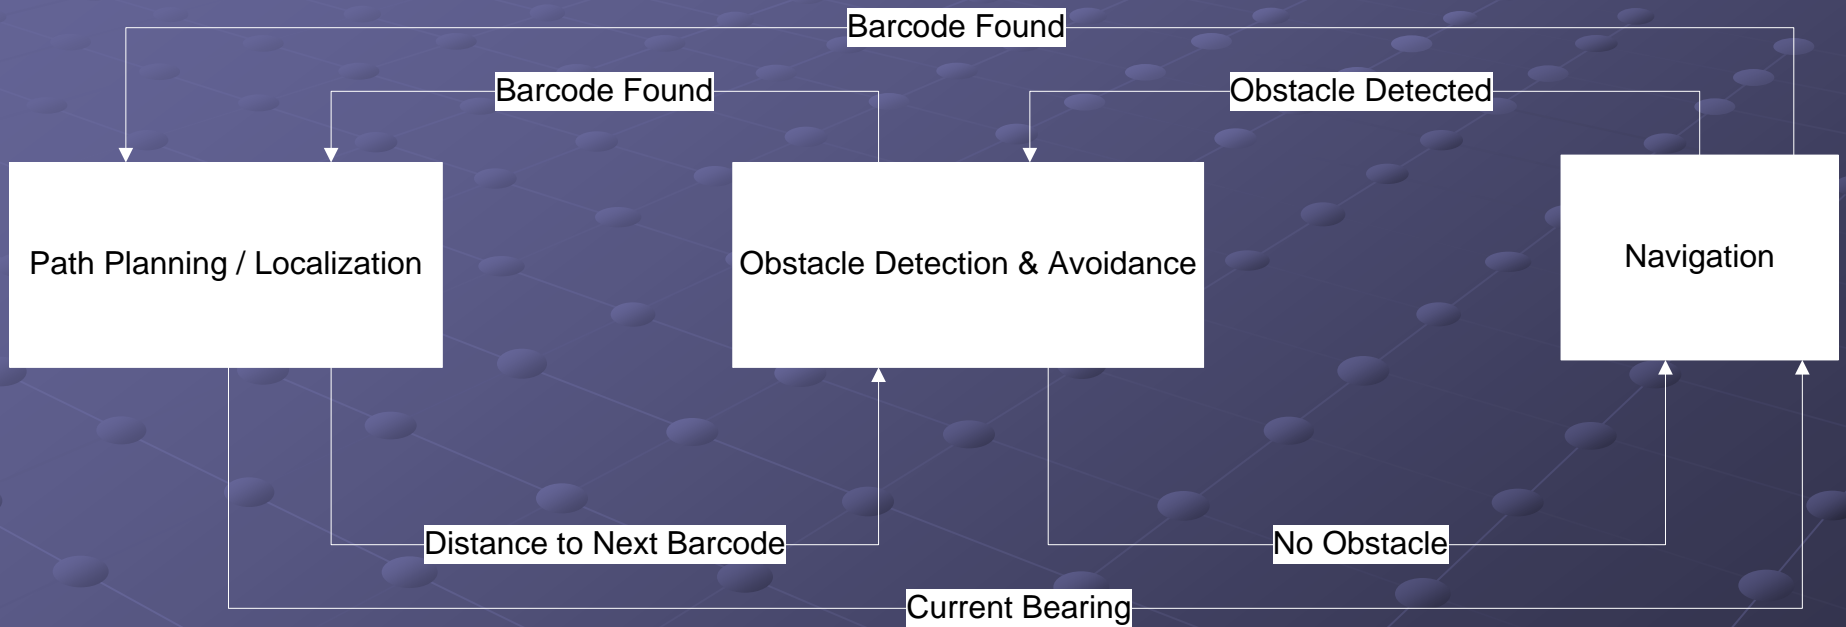 Barcode Found
Barcode Found
Obstacle Detected
Path Planning / Localization
Obstacle Detection & Avoidance
Navigation
Distance to Next Barcode
No Obstacle
Current Bearing